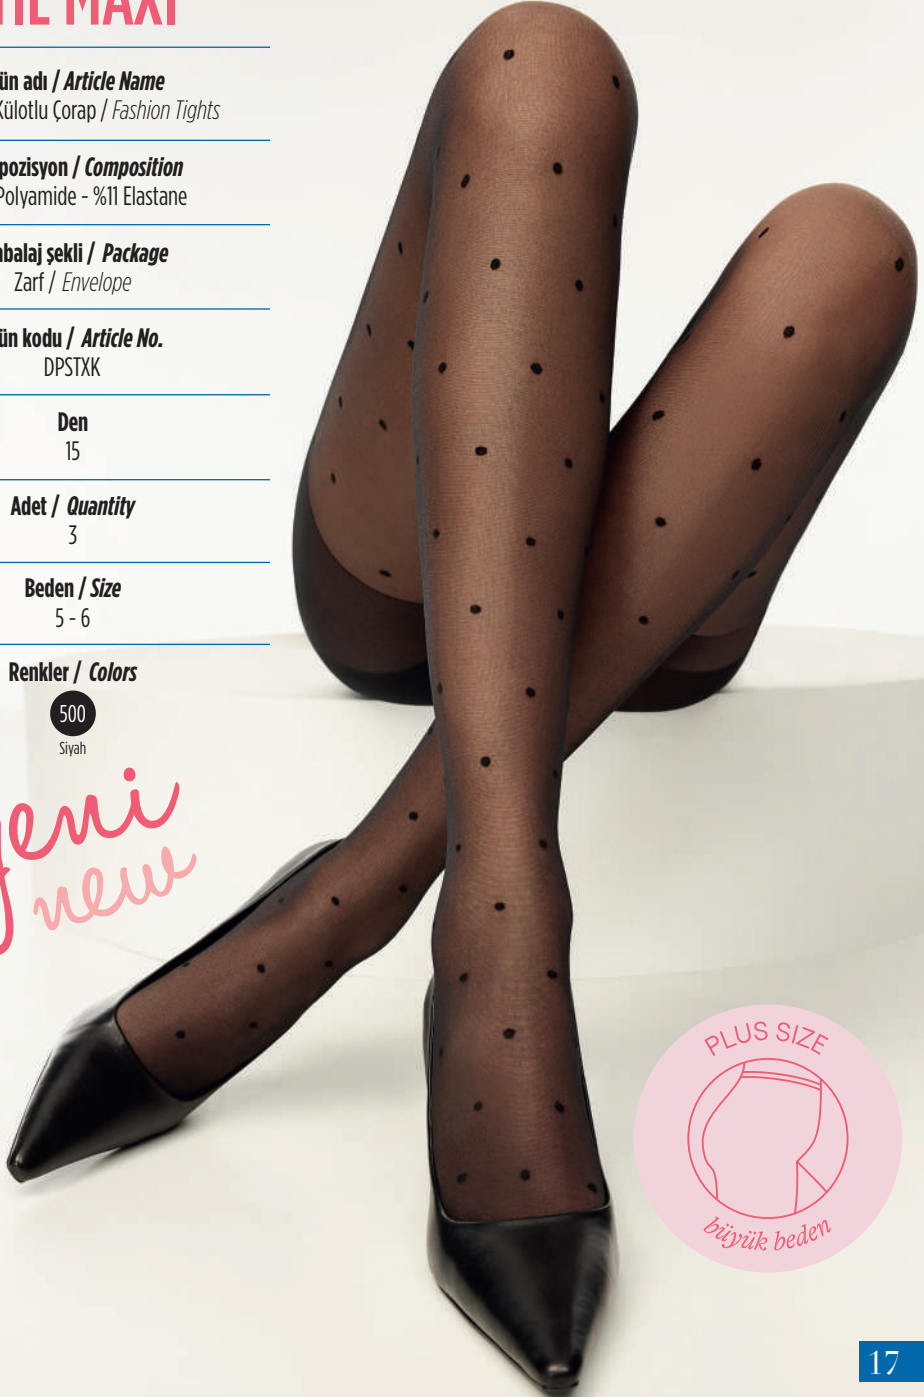 MAXI
ün adı / Article Name
Külotlu Çorap / Fashion Tights
pozisyon / Composition
Polyamide - %11 Elastane
balaj şekli / Package
Zarf / Envelope
ün kodu / Article No.
DPSTXK
Den
15
Adet / Quantity
3
Beden / Size
5 - 6
Renkler / Colors
500
Siyah
yeni
new
PLUS SIZE
büyük beden
17